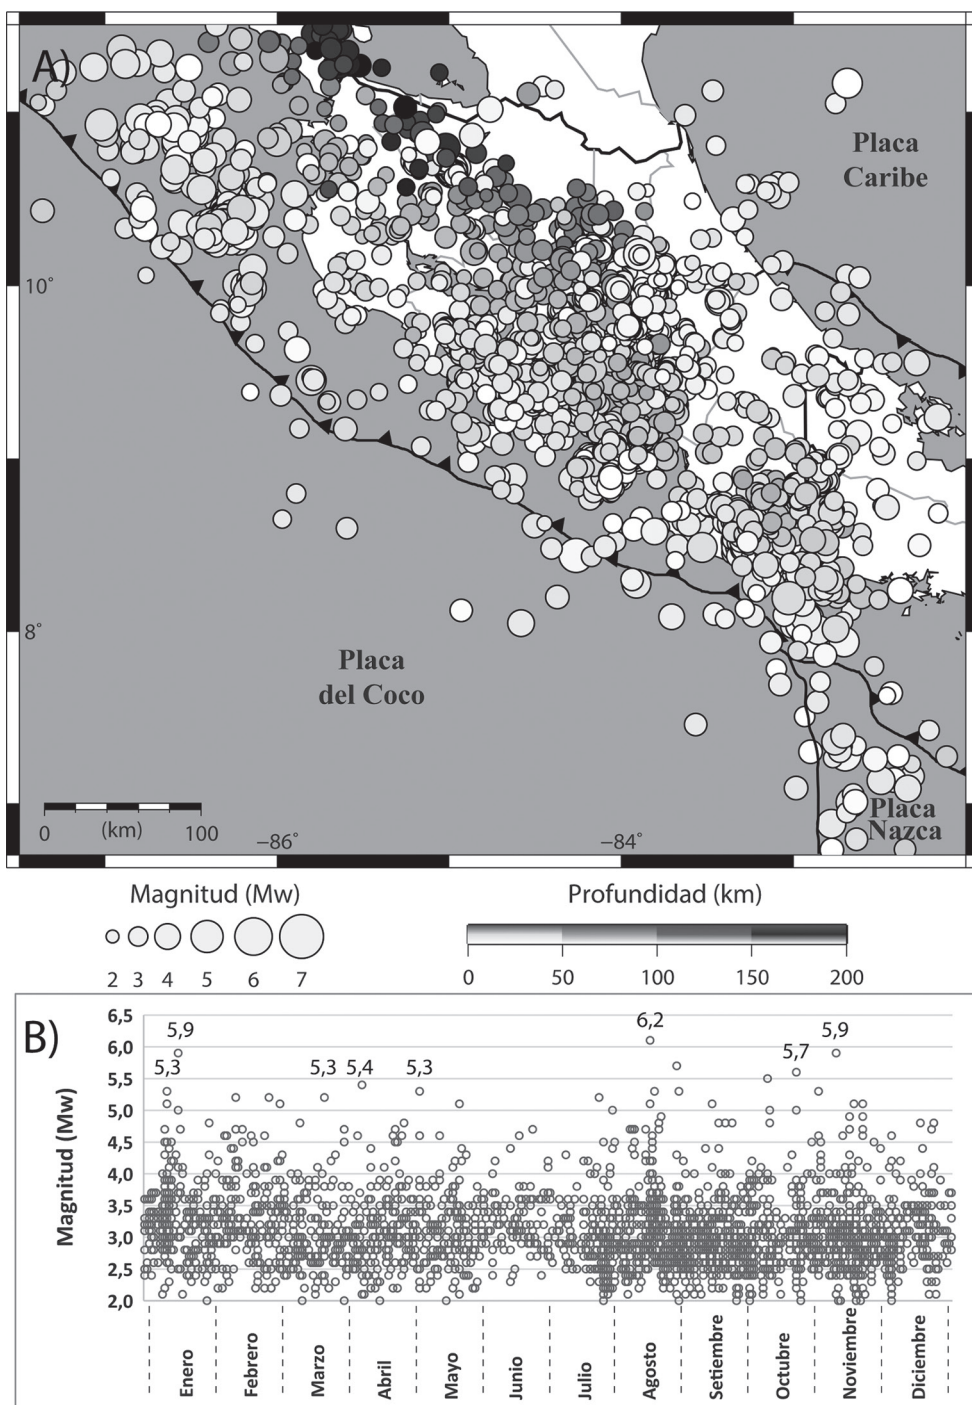 A)
Placa
Caribe
10°
8°
Placa
del Coco
Placa
Nazca
0 (km) 100
−86° −84°
Magnitud (Mw)
2 3 4 5 6 7
Profundidad (km)
0 50 100 150 200
B)
Magnitud (Mw)
6,5
6,0
5,5
5,0
4,5
4,0
3,5
3,0
2,5
2,0
5,3
5,9
5,3
5,4
5,3
6,2
5,7
5,9
Enero
Febrero
Marzo
Abril
Mayo
Junio
Julio
Agosto
Setiembre
Octubre
Noviembre
Diciembre